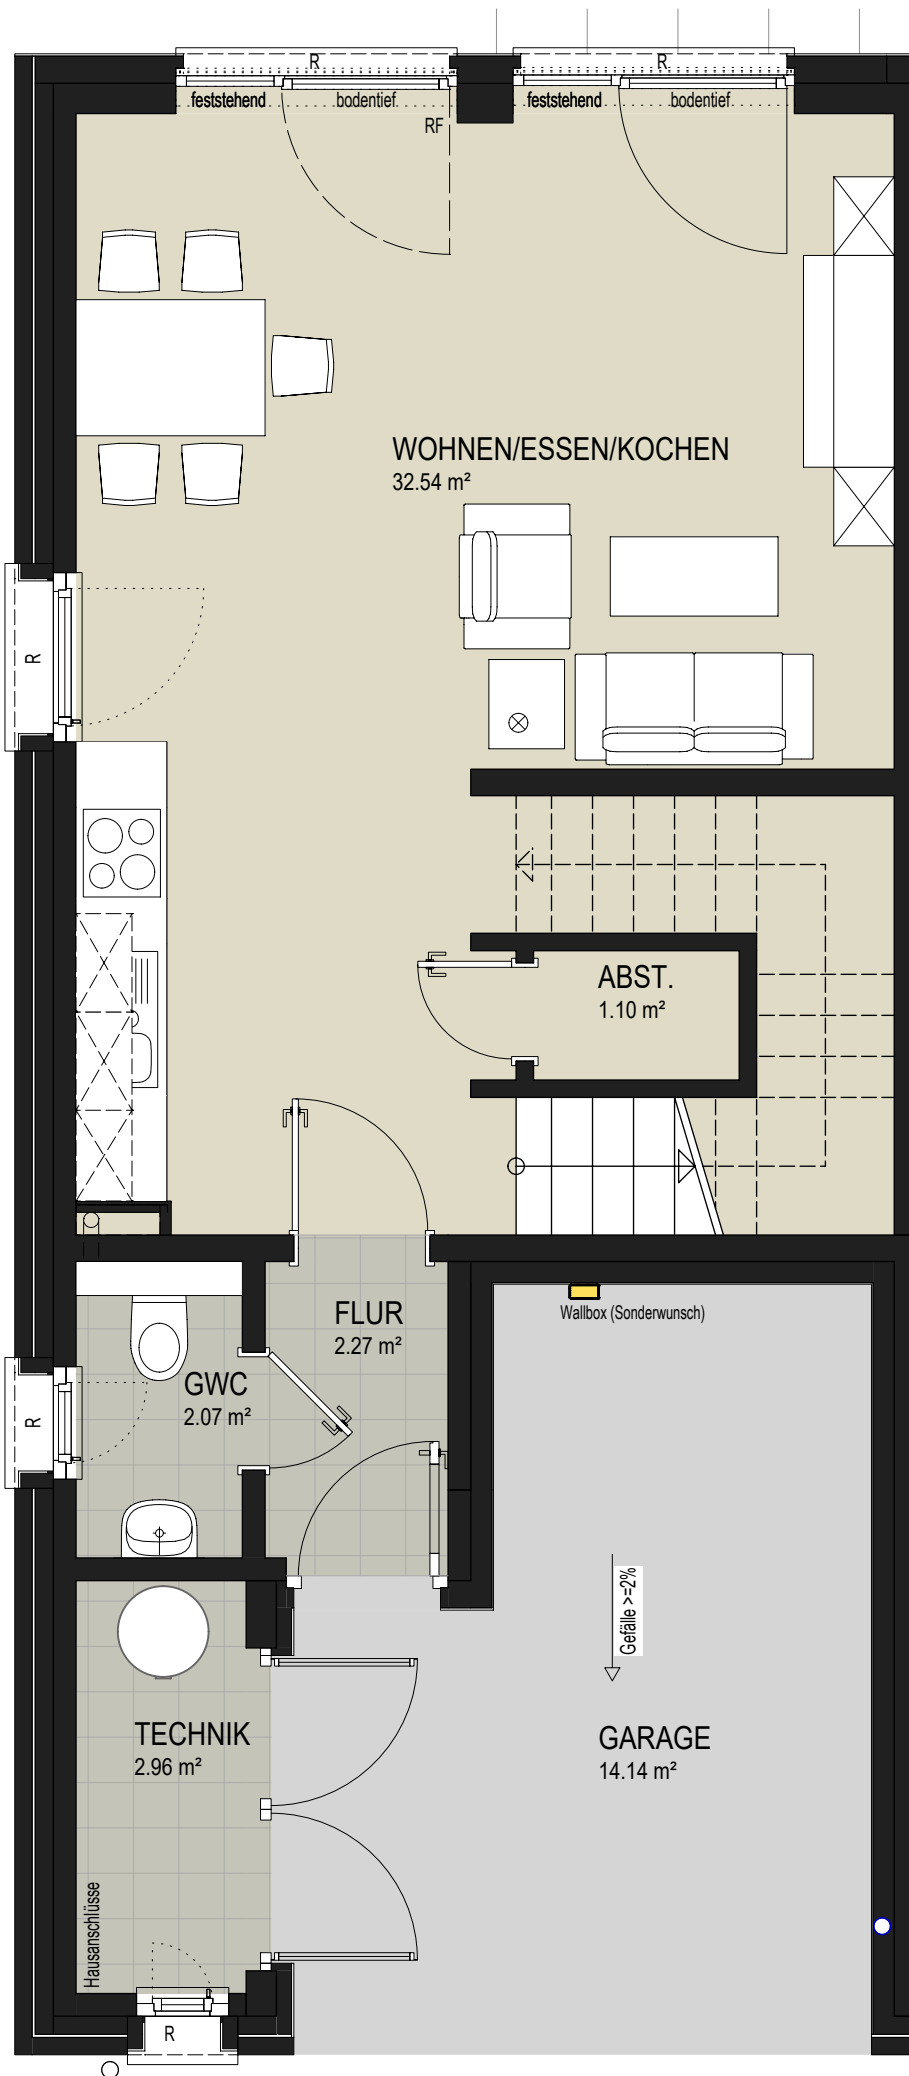 R
R
feststehend
bodentief
feststehend
bodentief
RF
WOHNEN/ESSEN/KOCHEN
32.54 m²
R
ABST.
1.10 m²
FLUR
2.27 m²
Wallbox (Sonderwunsch)
GWC
2.07 m²
R
Gefälle >=2%
TECHNIK
2.96 m²
GARAGE
14.14 m²
Hausanschlüsse
R